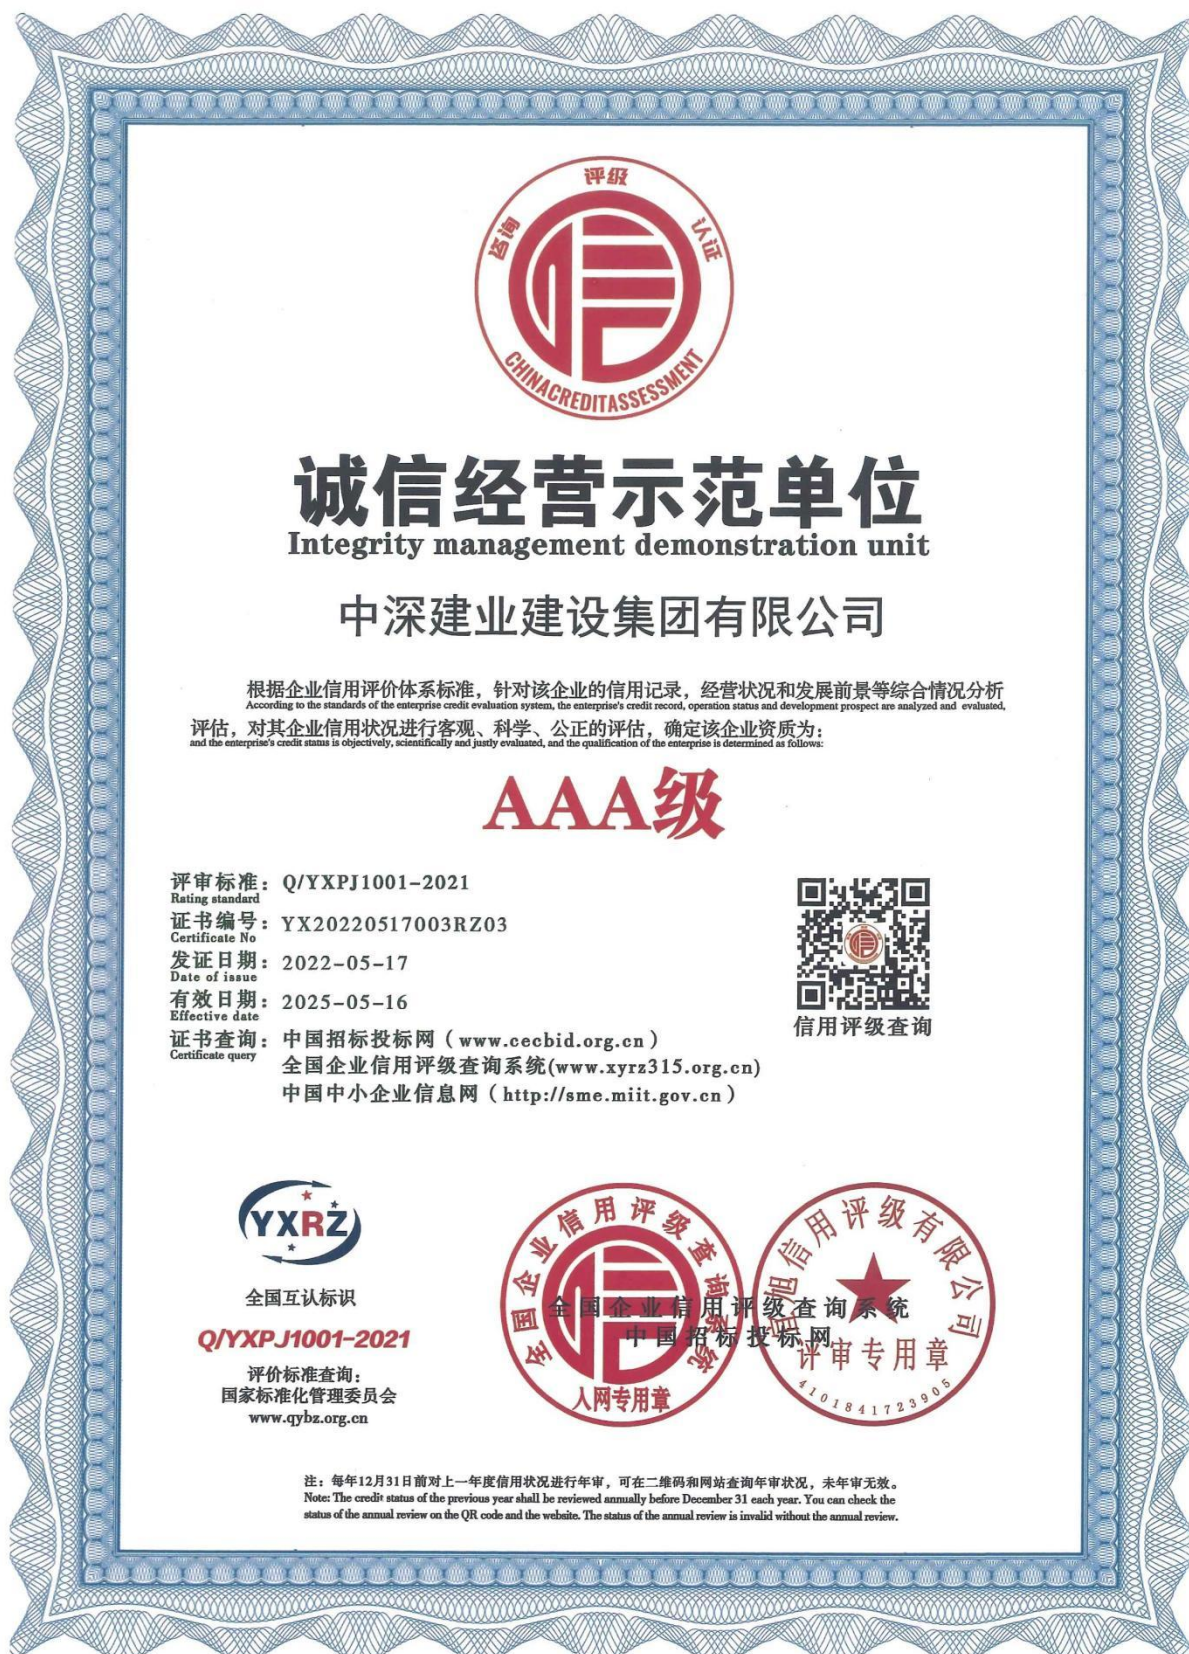 咨询 评级 认证
CHINACREDITASSESSMENT
诚信经营示范单位
Integrity management demonstration unit
中深建业建设集团有限公司
根据企业信用评价体系标准，针对该企业的信用记录，经营状况和发展前景等综合情况分析
According to the standards of the enterprise credit evaluation system, the enterprise's credit record, operation status and development prospect are analyzed and evaluated,
评估，对其企业信用状况进行客观、科学、公正的评估，确定该企业资质为：
and the enterprise's credit status is objectively, scientifically and justly evaluated, and the qualification of the enterprise is determined as follows:
AAA级
评审标准：Q/YXPJ1001-2021
Rating standard
证书编号：YX20220517003RZ03
Certificate No
发证日期：2022-05-17
Date of issue
有效日期：2025-05-16
Effective date
证书查询：中国招标投标网（www.cecbid.org.cn）
Certificate query
全国企业信用评级查询系统(www.xyrz315.org.cn)
中国中小企业信息网（http://sme.miit.gov.cn）
信用评级查询
YXRZ
全国互认标识
Q/YXPJ1001-2021
评价标准查询：
国家标准化管理委员会
www.qybz.org.cn
全国企业信用评级查询系统
入网专用章
全国企业信用评级查询系统
中国招标投标网
旭信用评级有限公司
评审专用章
4101841723905
注：每年12月31日前对上一年度信用状况进行年审，可在二维码和网站查询年审状况，未年审无效。
Note: The credit status of the previous year shall be reviewed annually before December 31 each year. You can check the
status of the annual review on the QR code and the website. The status of the annual review is invalid without the annual review.